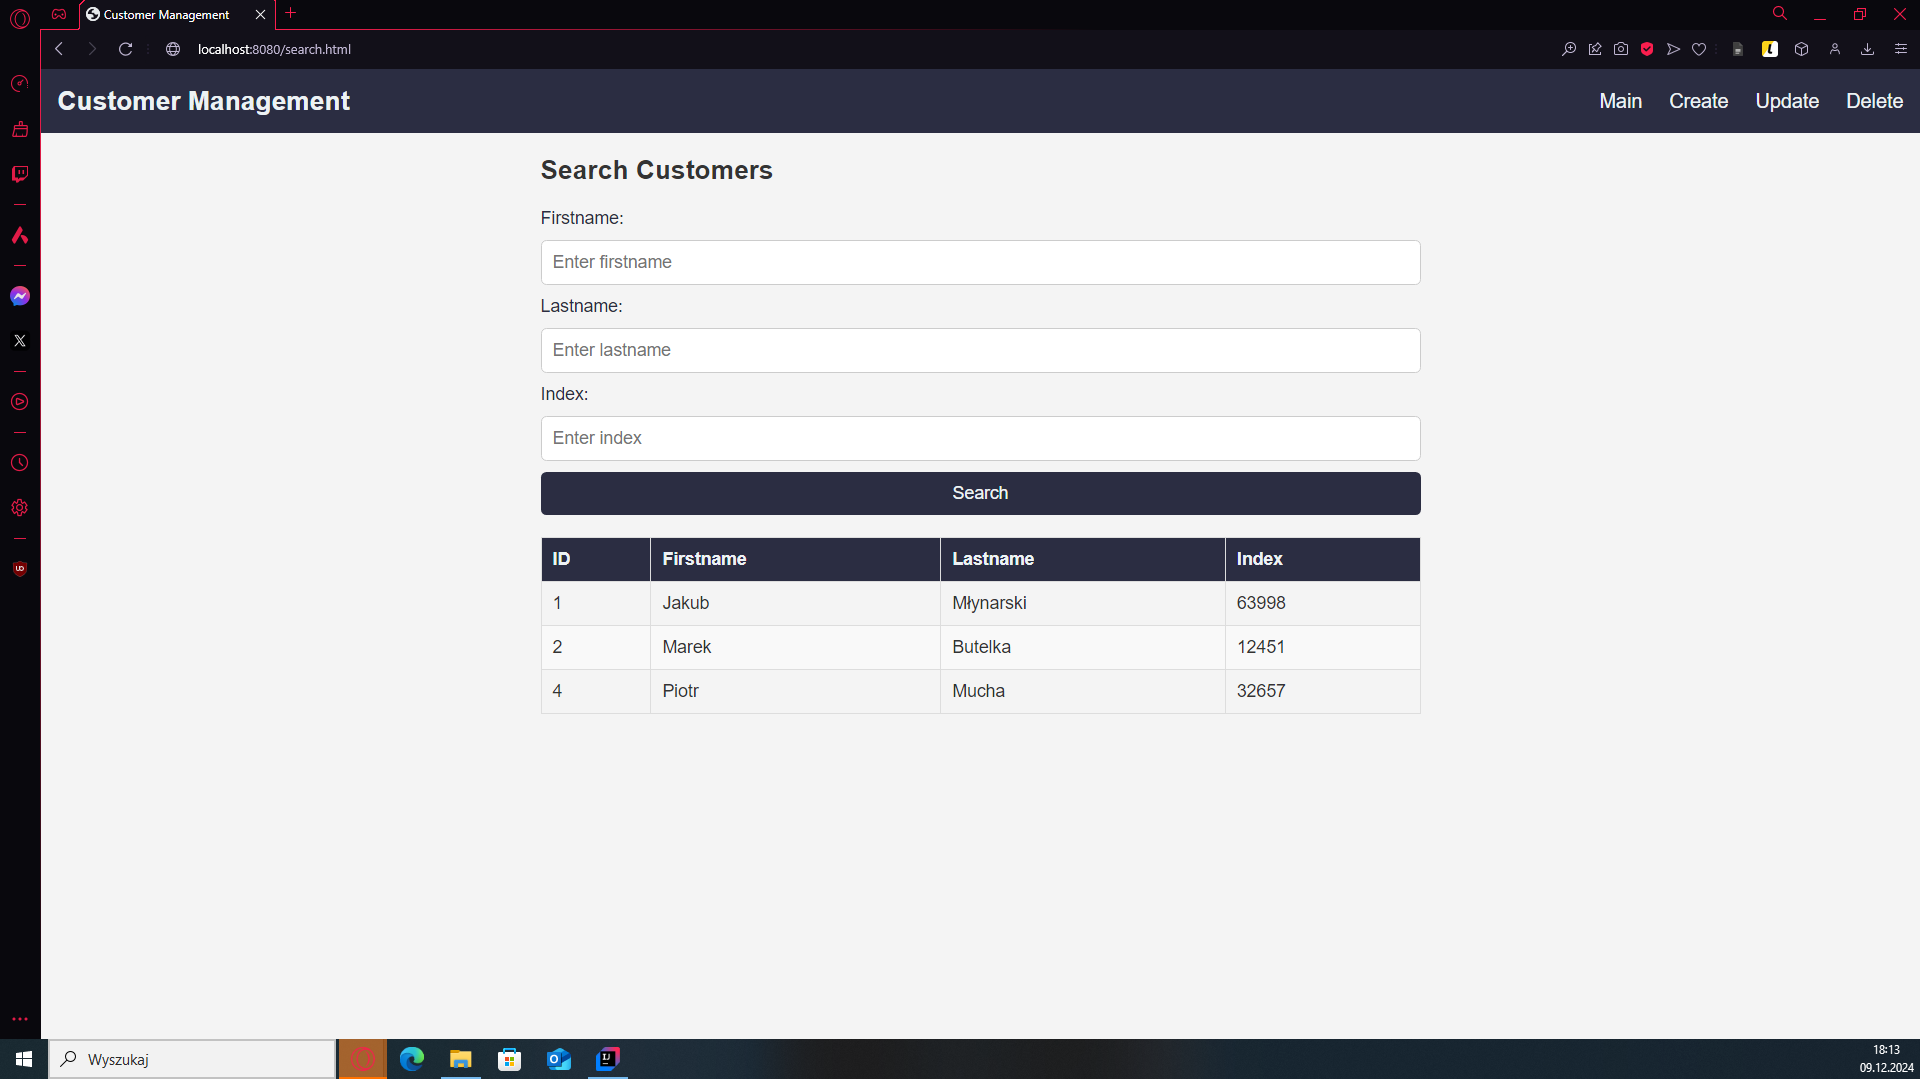 Customer Management
localhost:8080/search.html
Customer Management
Main Create Update Delete
Search Customers
Firstname:
Enter firstname
Lastname:
Enter lastname
Index:
Enter index
Search
ID Firstname Lastname Index
1 Jakub Młynarski 63998
2 Marek Butelka 12451
4 Piotr Mucha 32657
Wyszukaj
18:13
09.12.2024